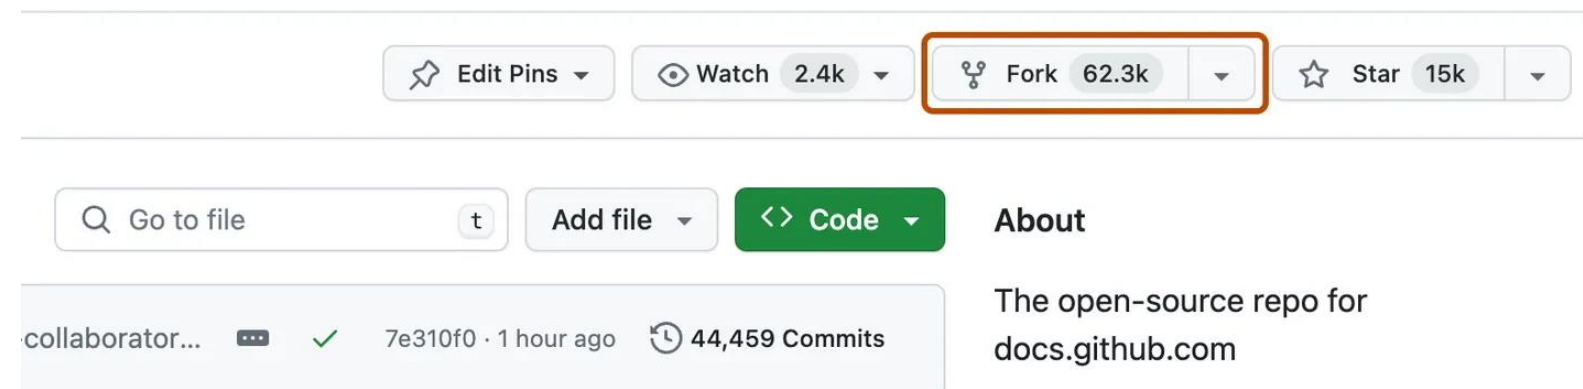 Edit Pins Watch 2.4k Fork 62.3k Star 15k
Go to file t Add file <> Code About
The open-source repo for
docs.github.com
-collaborator... 7e310f0 · 1 hour ago 44,459 Commits